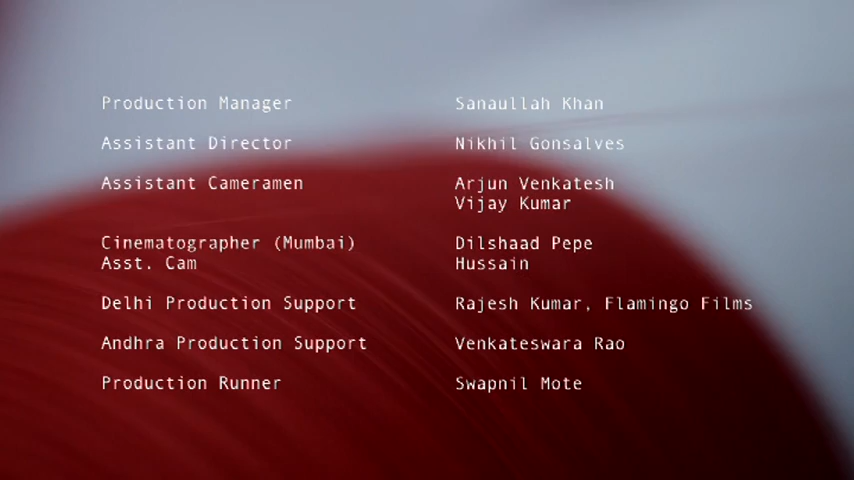 Production Manager Sanaullah Khan
Assistant Director Nikhil Gonsalves
Assistant Cameramen Arjun Venkatesh
Vijay Kumar
Cinematographer (Mumbai) Dilshaad Pepe
Asst. Cam Hussain
Delhi Production Support Rajesh Kumar, Flamingo Films
Andhra Production Support Venkateswara Rao
Production Runner Swapnil Mote